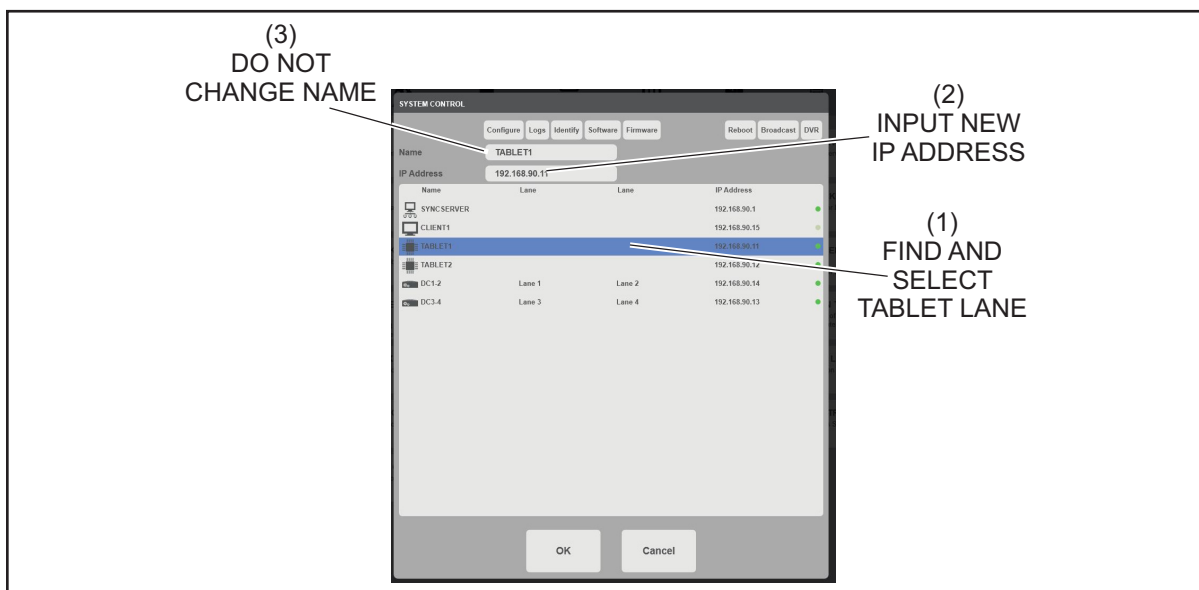 (3)
DO NOT
CHANGE NAME
(2)
INPUT NEW
IP ADDRESS
(1)
FIND AND
SELECT
TABLET LANE
SYSTEM CONTROL
Configure Logs Identify Software Firmware Reboot Broadcast DVR
Name TABLET1
IP Address 192.168.90.11
Name Lane Lane IP Address
SYNCSERVER 192.168.90.1
CLIENT1 192.168.90.15
TABLET1 192.168.90.11
TABLET2 192.168.90.12
DC1-2 Lane 1 Lane 2 192.168.90.14
DC3-4 Lane 3 Lane 4 192.168.90.13
OK Cancel